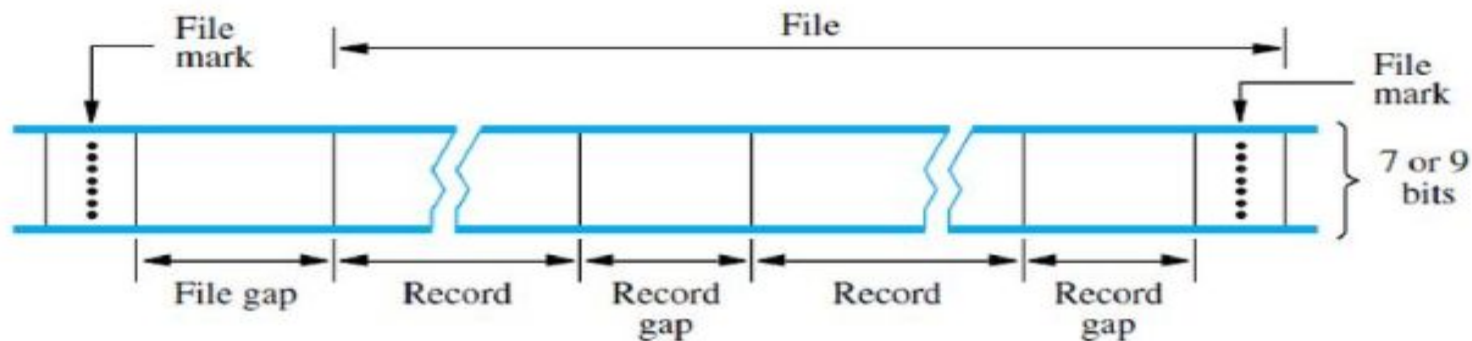 File
mark
File
File
mark
7 or 9
bits
File gap
Record
Record
gap
Record
Record
gap